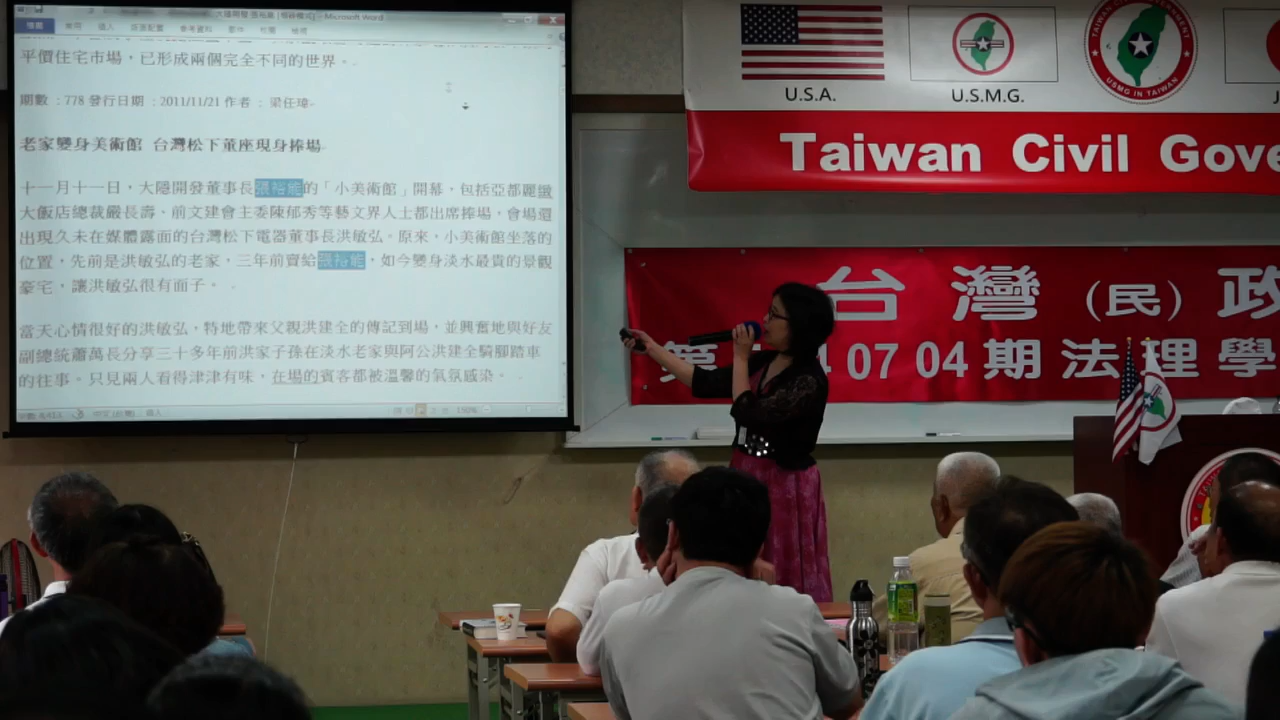 Microsoft Word
平價住宅市場，已形成兩個完全不同的世界。
期數：778 發行日期：2011/11/21 作者：梁任瑋
老家變身美術館 台灣松下董座現身捧場
十一月十一日，大隱開發董事長張裕能的「小美術館」開幕，包括亞都麗緻
大飯店總裁嚴長壽、前文建會主委陳郁秀等藝文界人士都出席捧場，會場還
出現久未在媒體露面的台灣松下電器董事長洪敏弘。原來，小美術館坐落的
位置，先前是洪敏弘的老家，三年前賣給張裕能，如今變身淡水最貴的景觀
豪宅，讓洪敏弘很有面子。
當天心情很好的洪敏弘，特地帶來父親洪建全的傳記到場，並興奮地與好友
副總統蕭萬長分享三十多年前洪家子孫在淡水老家與阿公洪建全騎腳踏車
的往事。只見兩人看得津津有味，在場的賓客都被溫馨的氣氛感染。
150%
U.S.A.
U.S.M.G.
USMG IN TAIWAN
Taiwan Civil Gove
台灣（民）政
第 4 07 04 期法理學